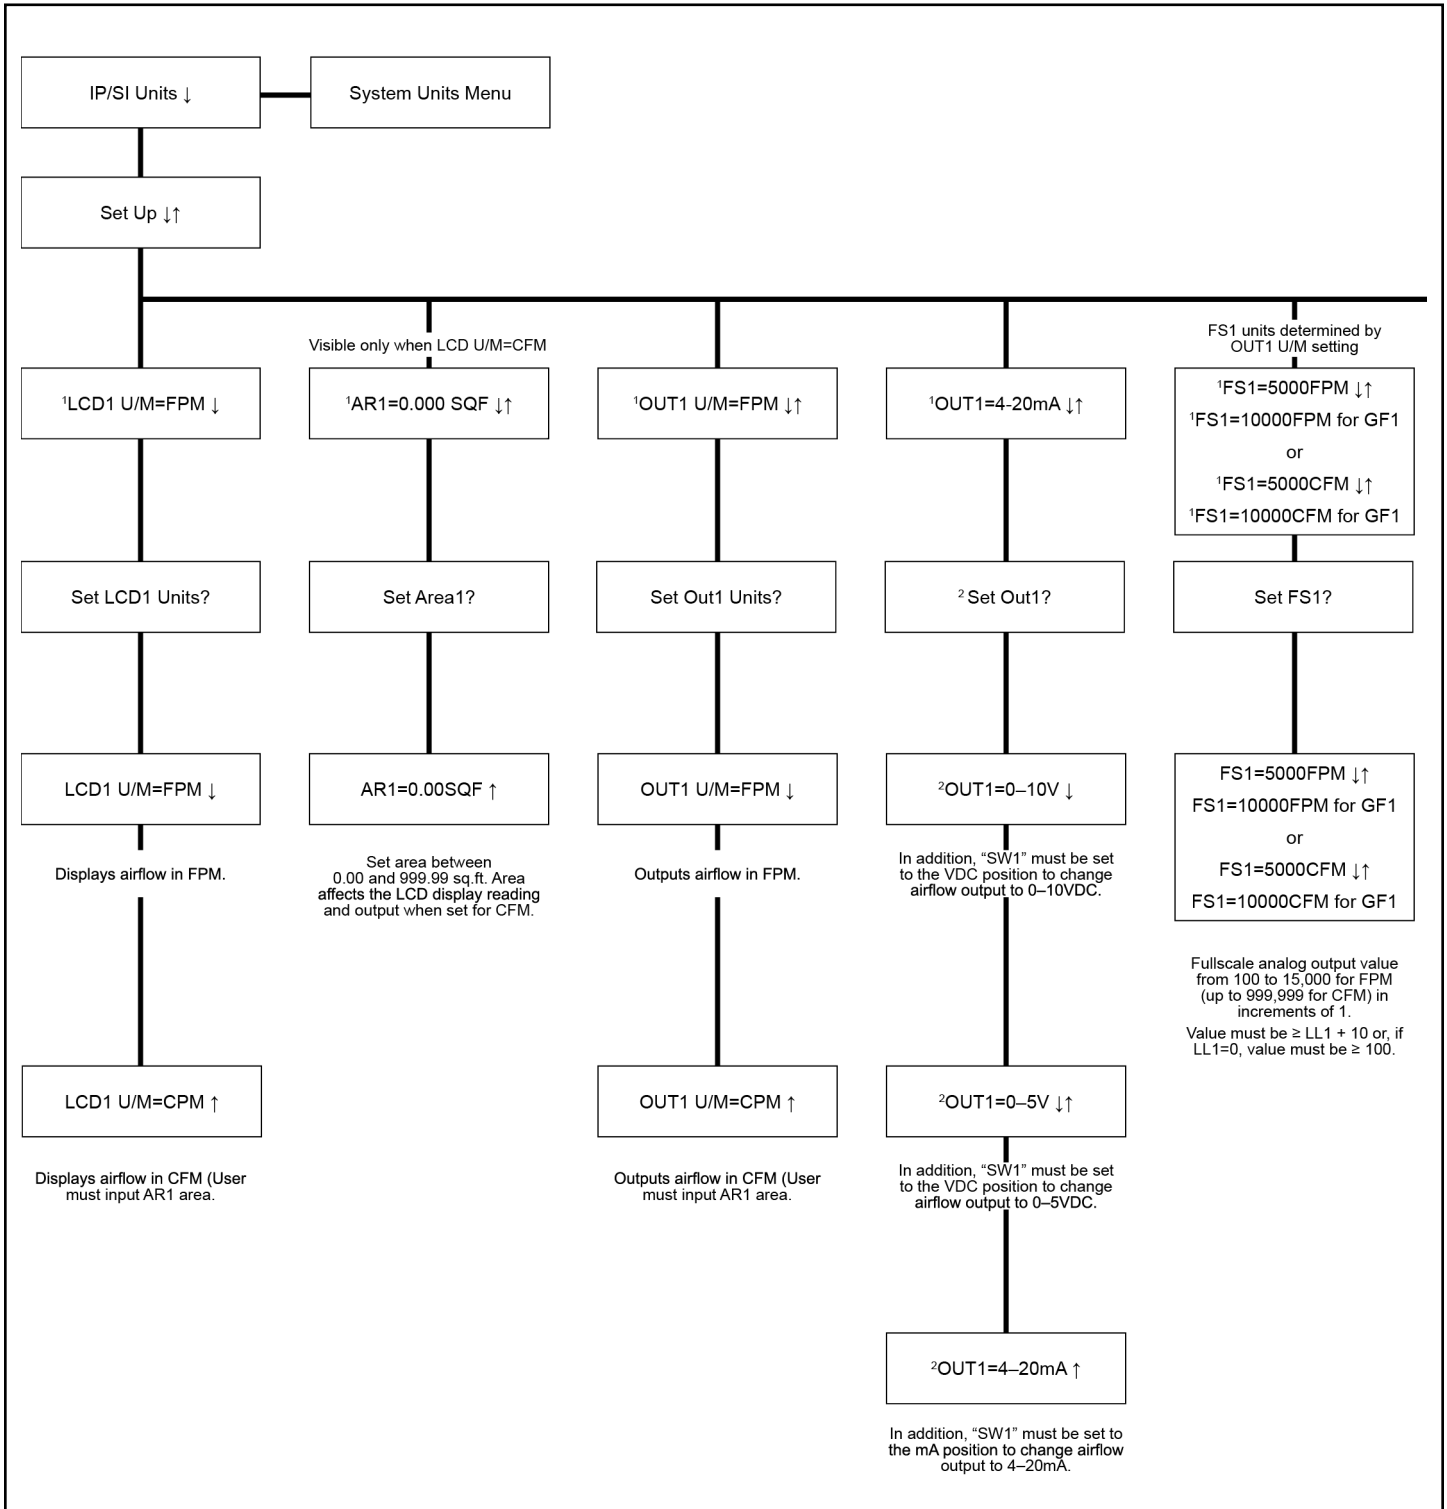 IP/SI Units ↓
System Units Menu
Set Up ↓↑
Visible only when LCD U/M=CFM
FS1 units determined by
OUT1 U/M setting
¹LCD1 U/M=FPM ↓
¹AR1=0.000 SQF ↓↑
¹OUT1 U/M=FPM ↓↑
¹OUT1=4-20mA ↓↑
¹FS1=5000FPM ↓↑
¹FS1=10000FPM for GF1
or
¹FS1=5000CFM ↓↑
¹FS1=10000CFM for GF1
Set LCD1 Units?
Set Area1?
Set Out1 Units?
² Set Out1?
Set FS1?
LCD1 U/M=FPM ↓
AR1=0.00SQF ↑
OUT1 U/M=FPM ↓
²OUT1=0–10V ↓
FS1=5000FPM ↓↑
FS1=10000FPM for GF1
or
FS1=5000CFM ↓↑
FS1=10000CFM for GF1
Displays airflow in FPM.
Set area between
0.00 and 999.99 sq.ft. Area
affects the LCD display reading
and output when set for CFM.
Outputs airflow in FPM.
In addition, “SW1” must be set
to the VDC position to change
airflow output to 0–10VDC.
Fullscale analog output value
from 100 to 15,000 for FPM
(up to 999,999 for CFM) in
increments of 1.
Value must be ≥ LL1 + 10 or, if
LL1=0, value must be ≥ 100.
LCD1 U/M=CPM ↑
OUT1 U/M=CPM ↑
²OUT1=0–5V ↓↑
Displays airflow in CFM (User
must input AR1 area.
Outputs airflow in CFM (User
must input AR1 area.
In addition, “SW1” must be set
to the VDC position to change
airflow output to 0–5VDC.
²OUT1=4–20mA ↑
In addition, “SW1” must be set to
the mA position to change airflow
output to 4–20mA.